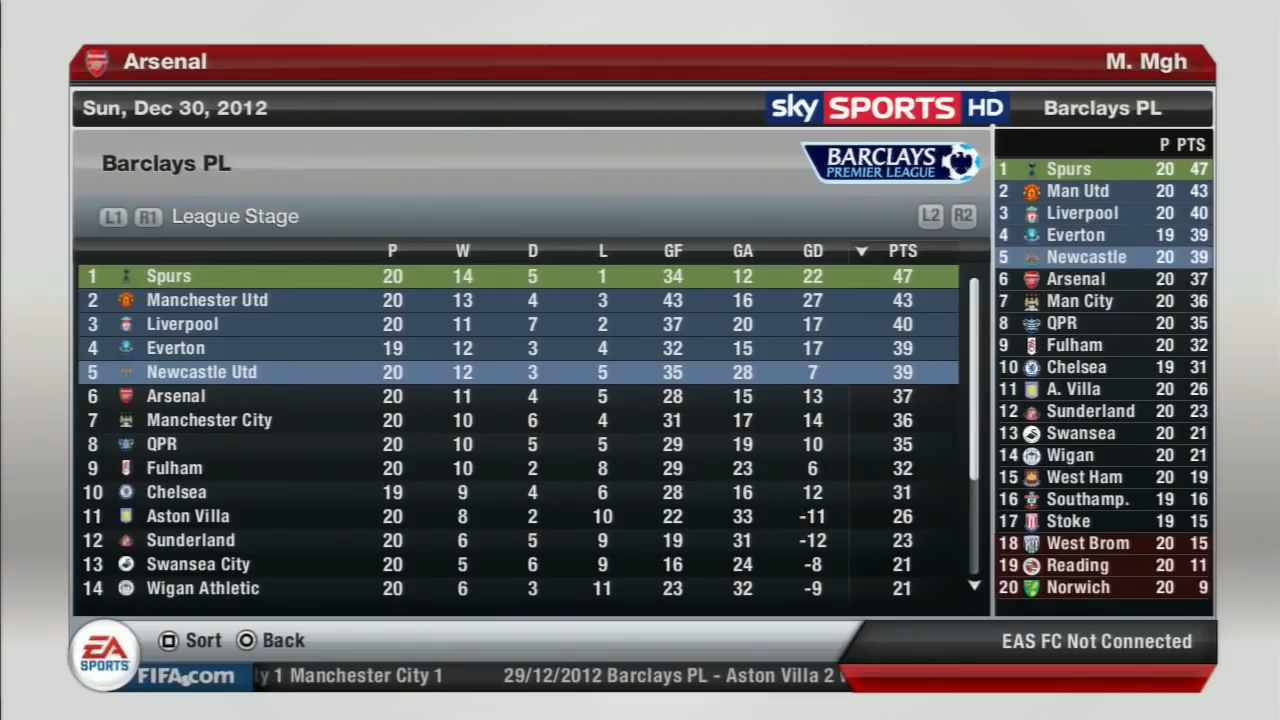 Arsenal M. Mgh
Sun, Dec 30, 2012 sky SPORTS HD Barclays PL
Barclays PL BARCLAYS PREMIER LEAGUE
L1 R1 League Stage L2 R2
P W D L GF GA GD PTS
1 Spurs 20 14 5 1 34 12 22 47
2 Manchester Utd 20 13 4 3 43 16 27 43
3 Liverpool 20 11 7 2 37 20 17 40
4 Everton 19 12 3 4 32 15 17 39
5 Newcastle Utd 20 12 3 5 35 28 7 39
6 Arsenal 20 11 4 5 28 15 13 37
7 Manchester City 20 10 6 4 31 17 14 36
8 QPR 20 10 5 5 29 19 10 35
9 Fulham 20 10 2 8 29 23 6 32
10 Chelsea 19 9 4 6 28 16 12 31
11 Aston Villa 20 8 2 10 22 33 -11 26
12 Sunderland 20 6 5 9 19 31 -12 23
13 Swansea City 20 5 6 9 16 24 -8 21
14 Wigan Athletic 20 6 3 11 23 32 -9 21
P PTS
1 Spurs 20 47
2 Man Utd 20 43
3 Liverpool 20 40
4 Everton 19 39
5 Newcastle 20 39
6 Arsenal 20 37
7 Man City 20 36
8 QPR 20 35
9 Fulham 20 32
10 Chelsea 19 31
11 A. Villa 20 26
12 Sunderland 20 23
13 Swansea 20 21
14 Wigan 20 21
15 West Ham 20 19
16 Southamp. 19 16
17 Stoke 19 15
18 West Brom 20 15
19 Reading 20 11
20 Norwich 20 9
EA SPORTS Sort Back EAS FC Not Connected
FIFA.com y 1 Manchester City 1 29/12/2012 Barclays PL - Aston Villa 2